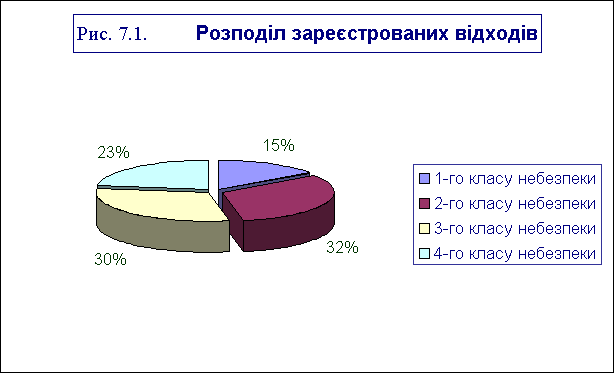 Рис. 7.1. Розподіл зареєстрованих відходів
23%
15%
30%
32%
1-го класу небезпеки
2-го класу небезпеки
3-го класу небезпеки
4-го класу небезпеки